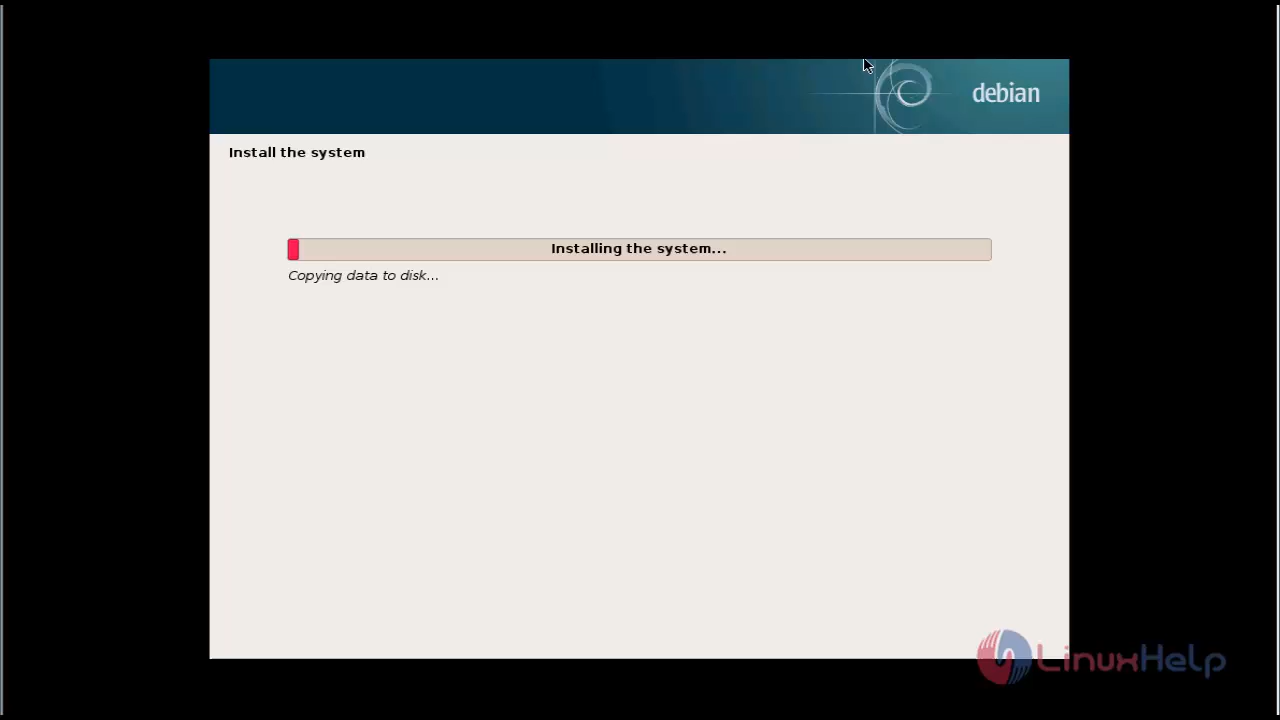 debian
Install the system
Installing the system...
Copying data to disk...
LinuxHelp